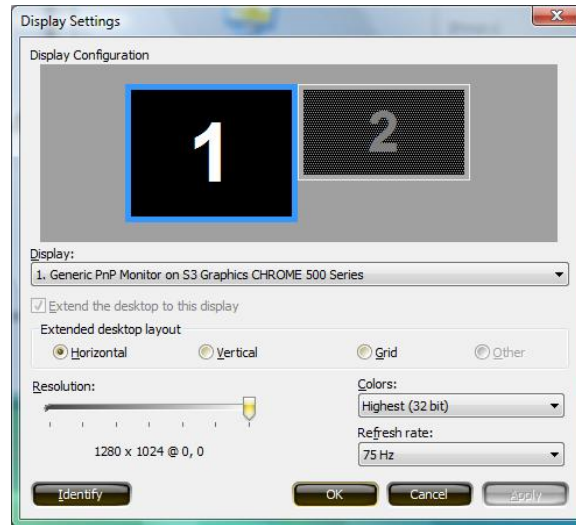 Display Settings
Display Configuration
1
2
Display:
1. Generic PnP Monitor on S3 Graphics CHROME 500 Series
Extend the desktop to this display
Extended desktop layout
Horizontal Vertical Grid Other
Resolution: Colors:
Highest (32 bit)
Refresh rate:
1280 x 1024 @ 0, 0
75 Hz
Identify OK Cancel Apply